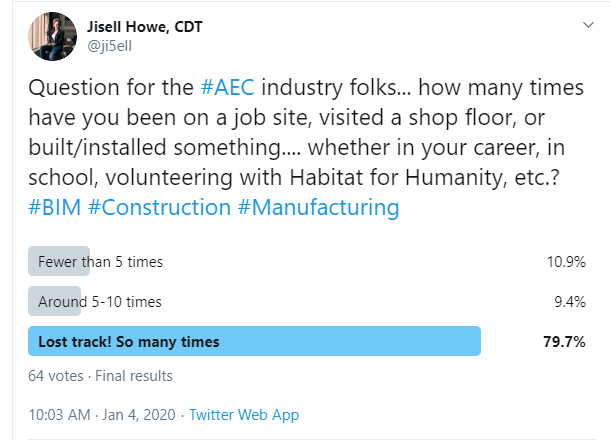 Jisell Howe, CDT
@ji5ell
Question for the #AEC industry folks... how many times
have you been on a job site, visited a shop floor, or
built/installed something.... whether in your career, in
school, volunteering with Habitat for Humanity, etc.?
#BIM #Construction #Manufacturing
Fewer than 5 times 10.9%
Around 5-10 times 9.4%
Lost track! So many times 79.7%
64 votes · Final results
10:03 AM · Jan 4, 2020 · Twitter Web App